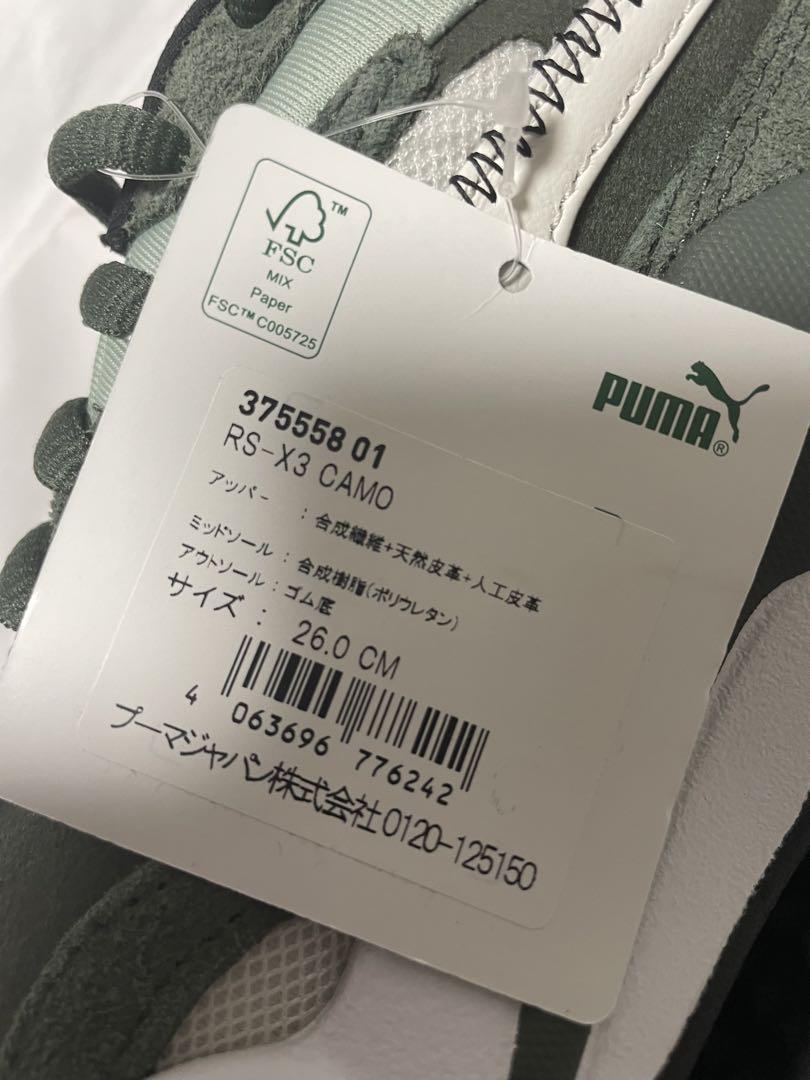 FSC™
MIX
Paper
FSC™ C005725
PUMA®
375558 01
RS-X3 CAMO
アッパー : 合成繊維+天然皮革+人工皮革
ミッドソール : 合成樹脂(ポリウレタン)
アウトソール : ゴム底
サイズ : 26.0 CM
4 063696 776242
プーマジャパン株式会社0120-125150